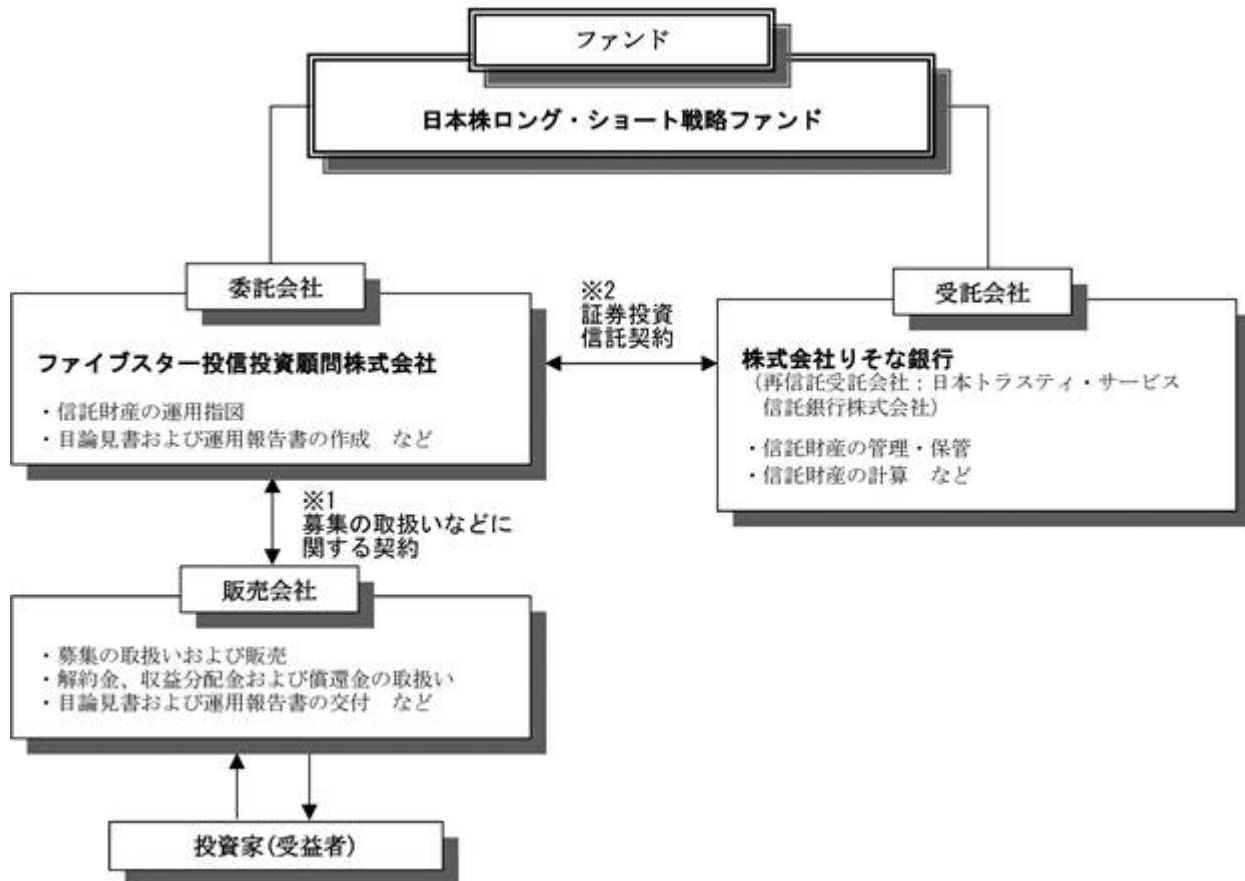 ファンド
日本株ロング・ショート戦略ファンド
委託会社
ファイブスター投信投資顧問株式会社
・信託財産の運用指図
・目論見書および運用報告書の作成　など
※2
証券投資
信託契約
受託会社
株式会社りそな銀行
（再信託受託会社：日本トラスティ・サービス
信託銀行株式会社）
・信託財産の管理・保管
・信託財産の計算　など
※1
募集の取扱いなどに
関する契約
販売会社
・募集の取扱いおよび販売
・解約金、収益分配金および償還金の取扱い
・目論見書および運用報告書の交付　など
投資家(受益者)